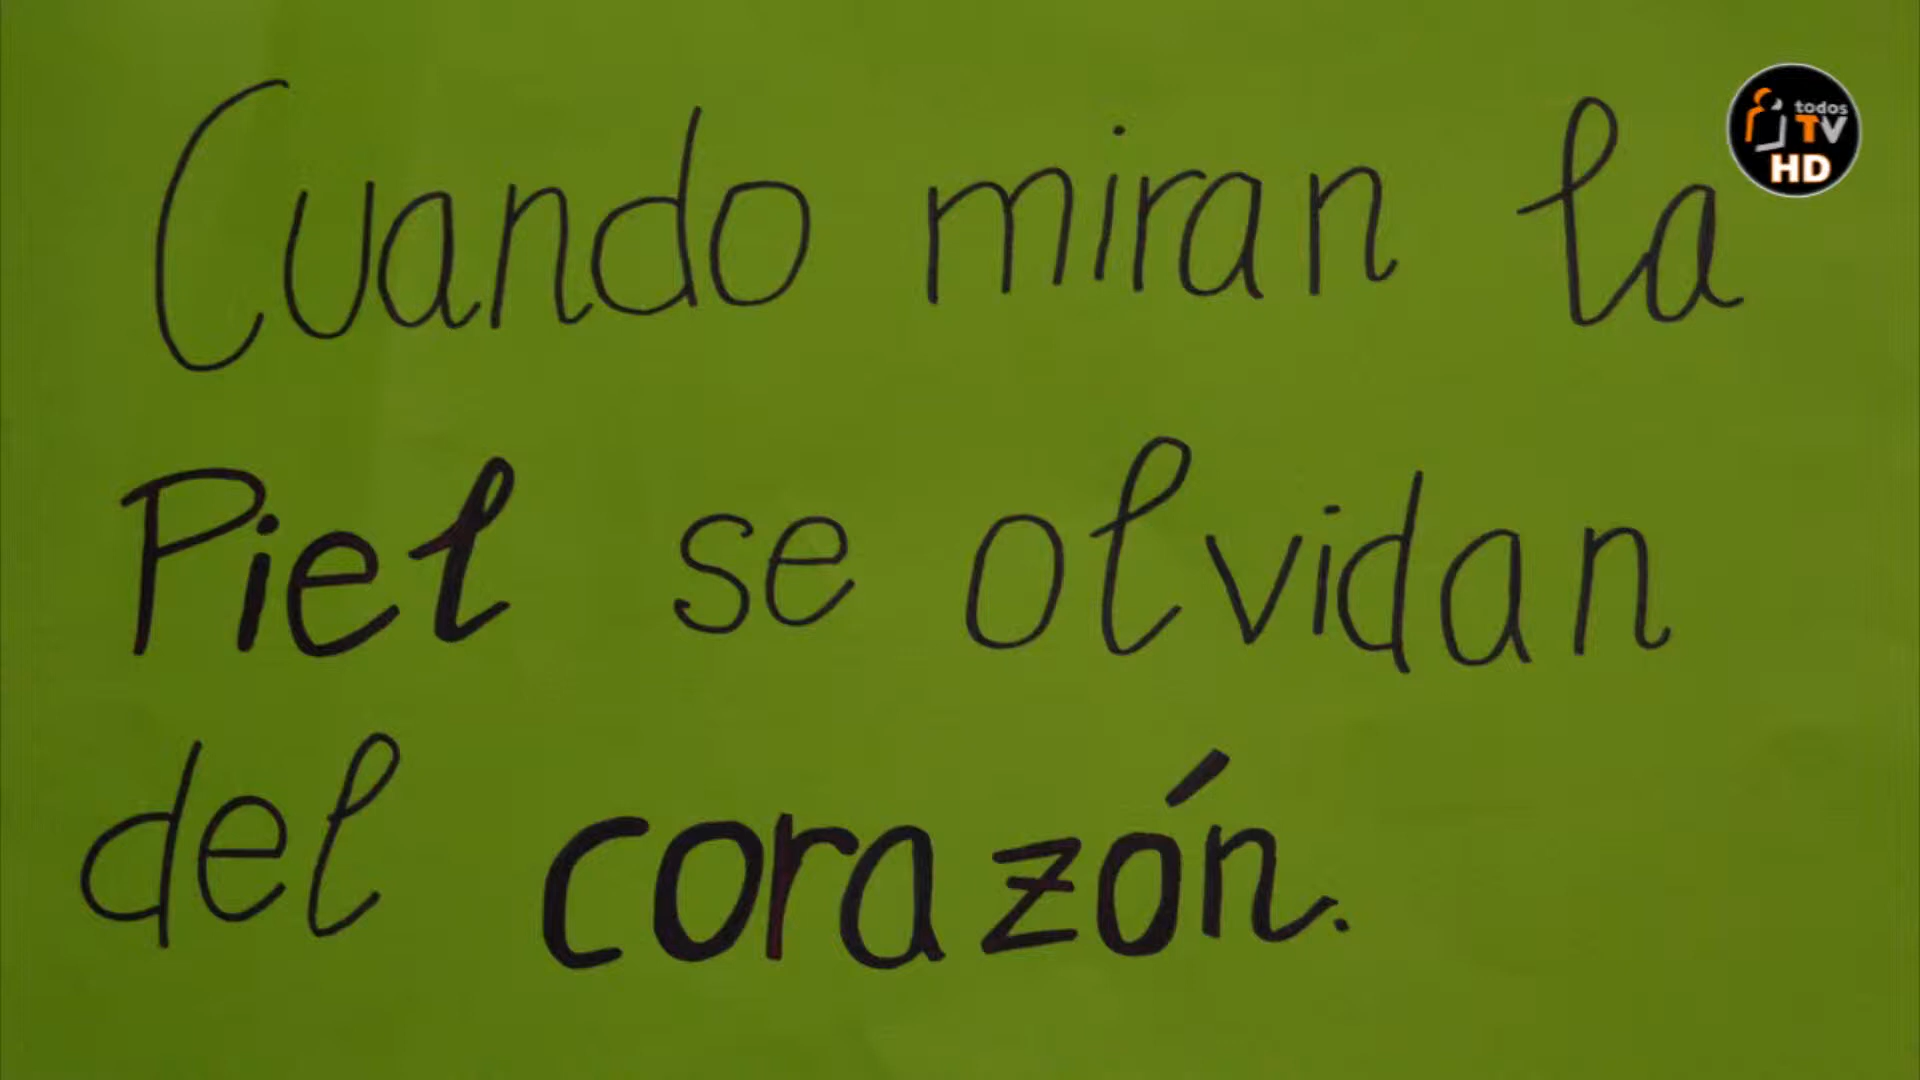 Cuando miran la
Piel se olvidan
del corazón.
todos
TV
HD